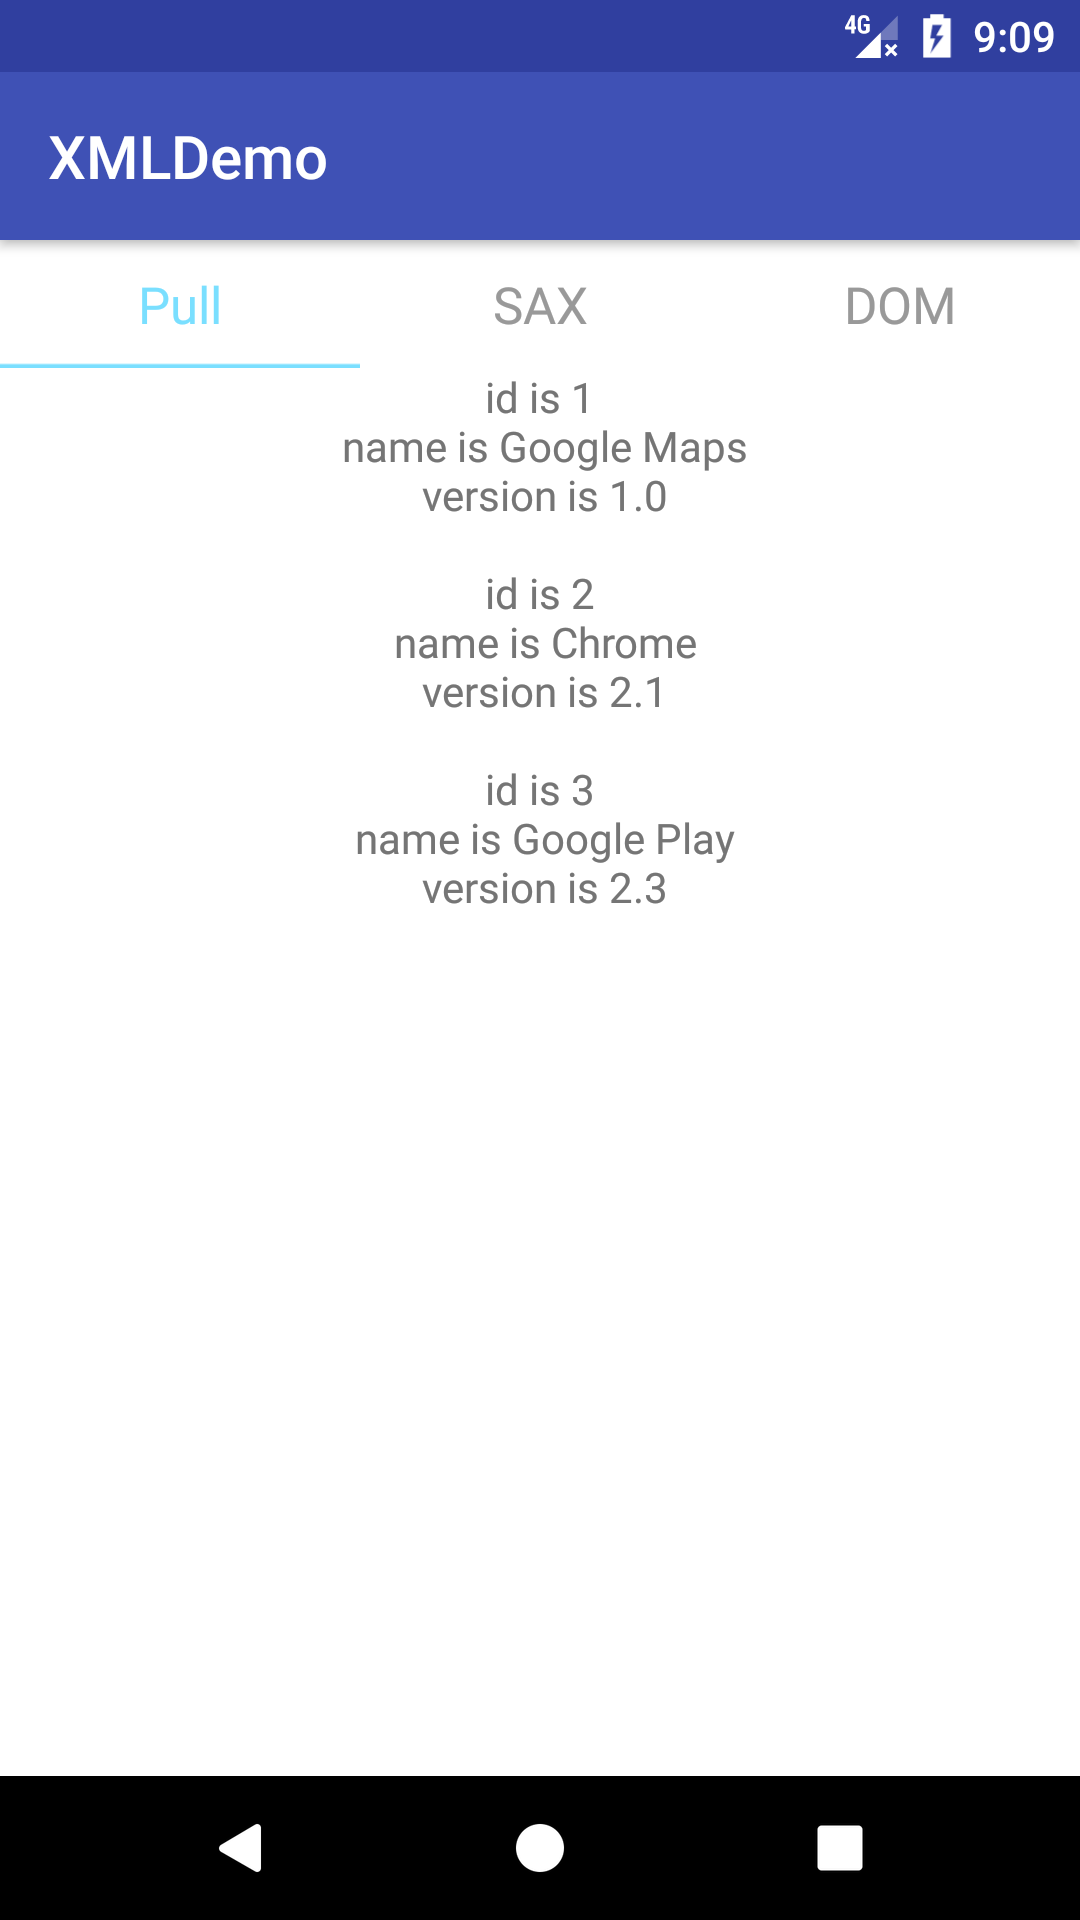 4G 9:09
XMLDemo
Pull SAX DOM
id is 1
name is Google Maps
version is 1.0
id is 2
name is Chrome
version is 2.1
id is 3
name is Google Play
version is 2.3